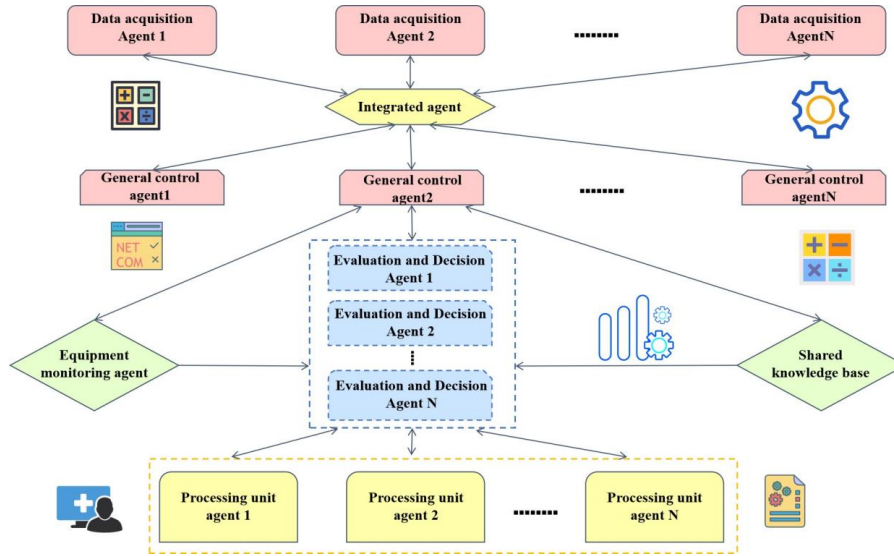 Data acquisition
Agent 1
Data acquisition
Agent 2
Data acquisition
AgentN
Integrated agent
General control
agent1
General control
agent2
General control
agentN
NET
COM
Evaluation and Decision
Agent 1
Evaluation and Decision
Agent 2
Evaluation and Decision
Agent N
Equipment
monitoring agent
Shared
knowledge base
Processing unit
agent 1
Processing unit
agent 2
Processing unit
agent N